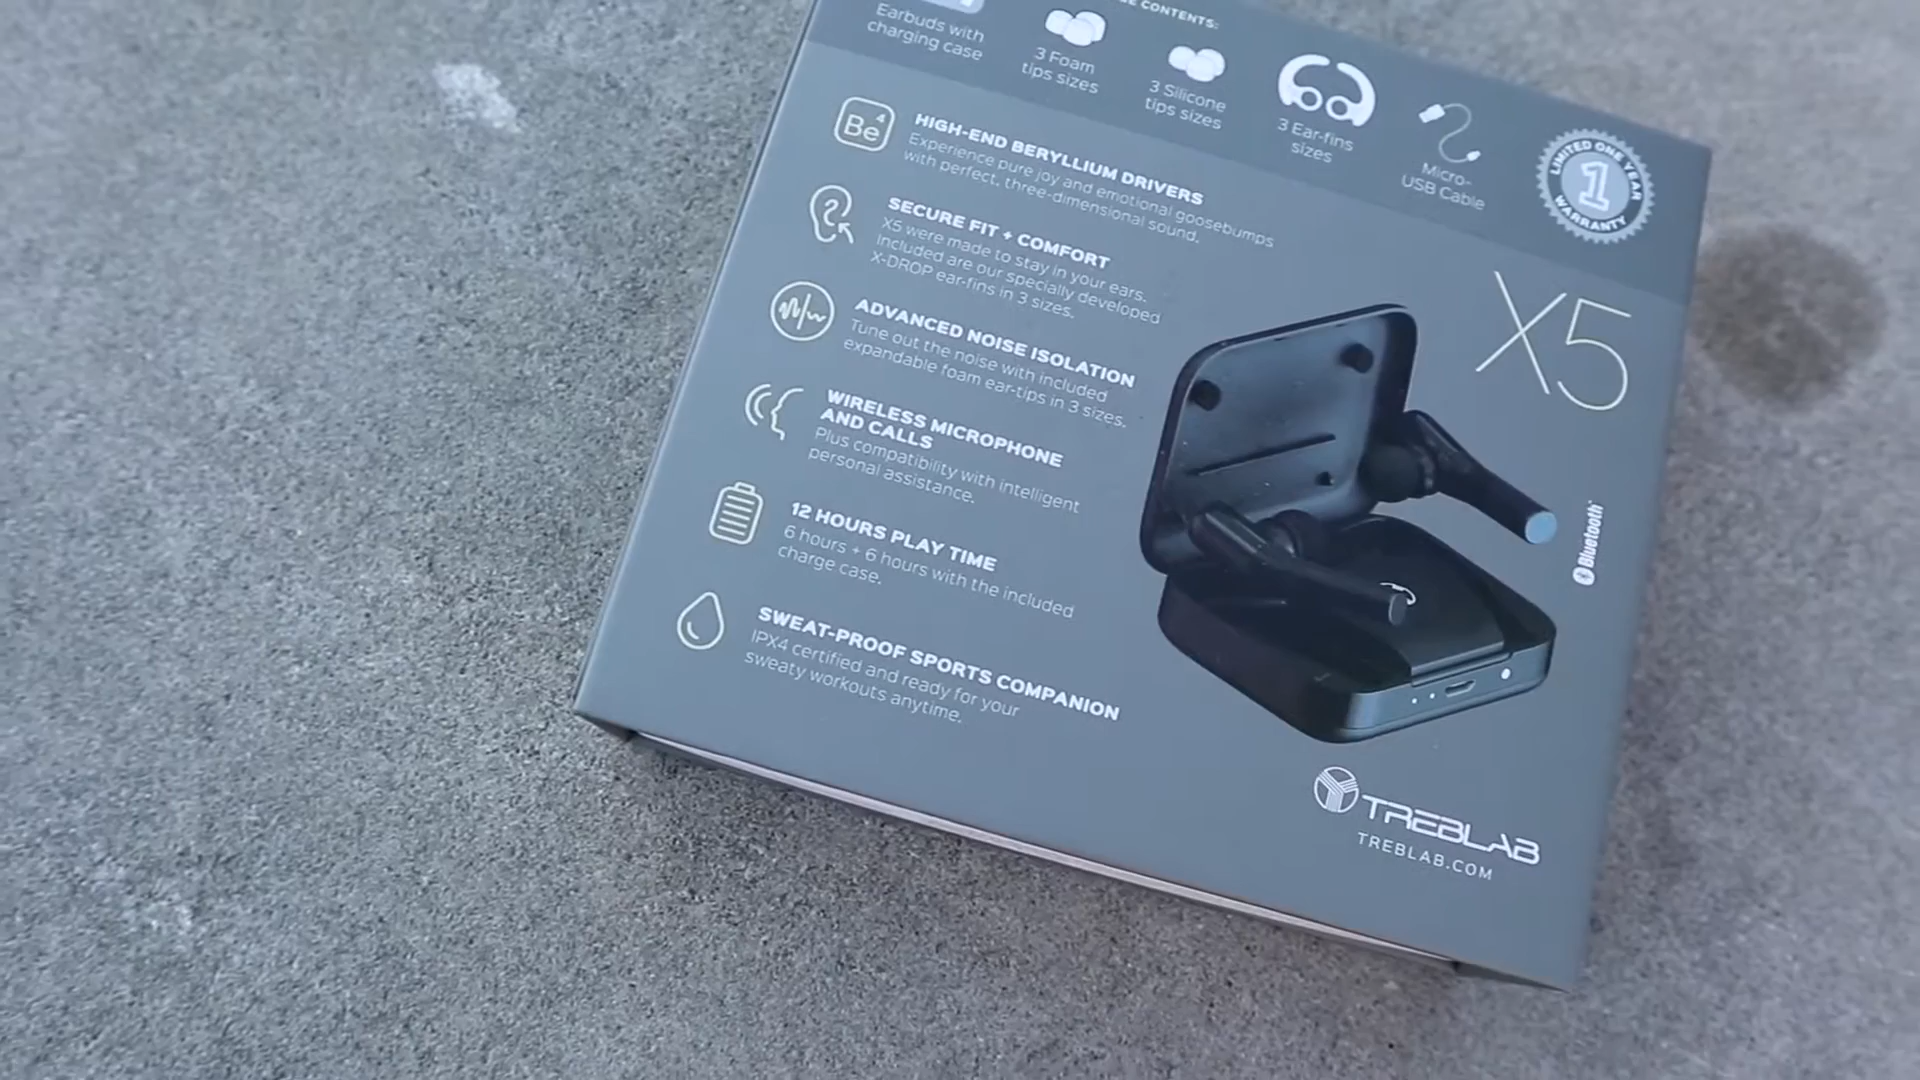 CONTENTS:
Earbuds with
charging case
3 Foam
tips sizes
3 Silicone
tips sizes
3 Ear-fins
sizes
Micro-
USB Cable
LIMITED ONE YEAR
1
WARRANTY
Be4
HIGH-END BERYLLIUM DRIVERS
Experience pure joy and emotional goosebumps
with perfect, three-dimensional sound.
SECURE FIT + COMFORT
X5 were made to stay in your ears.
Included are our specially developed
X-DROP ear-fins in 3 sizes.
ADVANCED NOISE ISOLATION
Tune out the noise with included
expandable foam ear-tips in 3 sizes.
WIRELESS MICROPHONE
AND CALLS
Plus compatibility with intelligent
personal assistance.
12 HOURS PLAY TIME
6 hours + 6 hours with the included
charge case.
SWEAT-PROOF SPORTS COMPANION
IPX4 certified and ready for your
sweaty workouts anytime.
X5
Bluetooth
TREBLAB
TREBLAB.COM